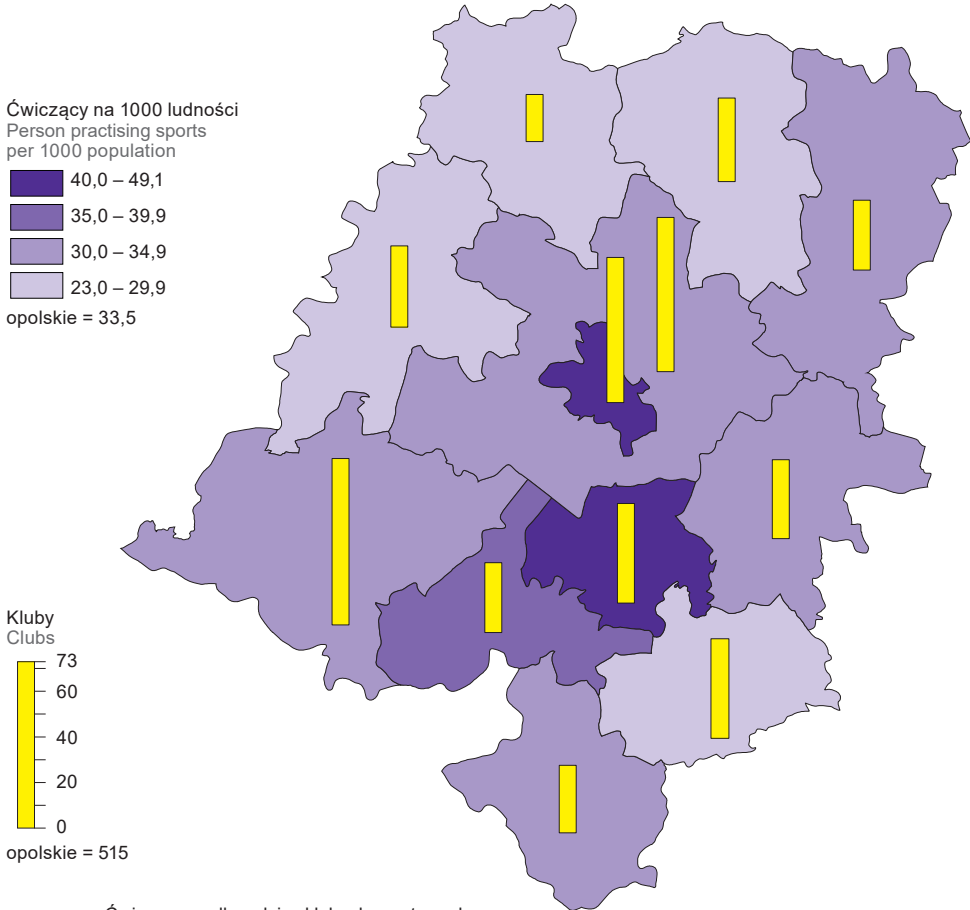 Ćwiczący na 1000 ludności
Person practising sports
per 1000 population
40,0 – 49,1
35,0 – 39,9
30,0 – 34,9
23,0 – 29,9
opolskie = 33,5
Kluby
Clubs
73
60
40
20
0
opolskie = 515